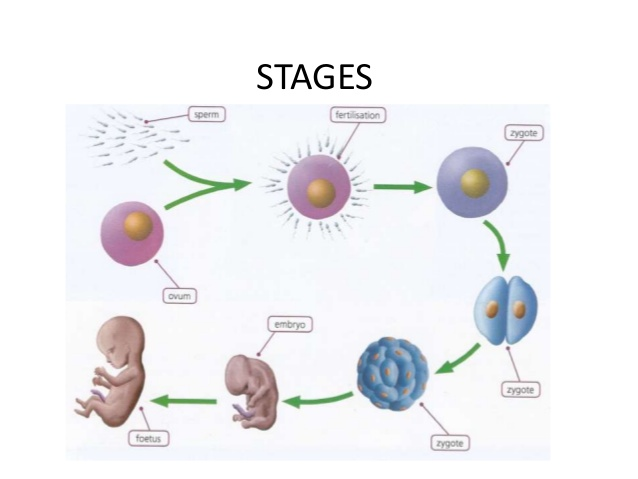 STAGES
sperm
fertilisation
zygote
ovum
embryo
zygote
foetus
zygote